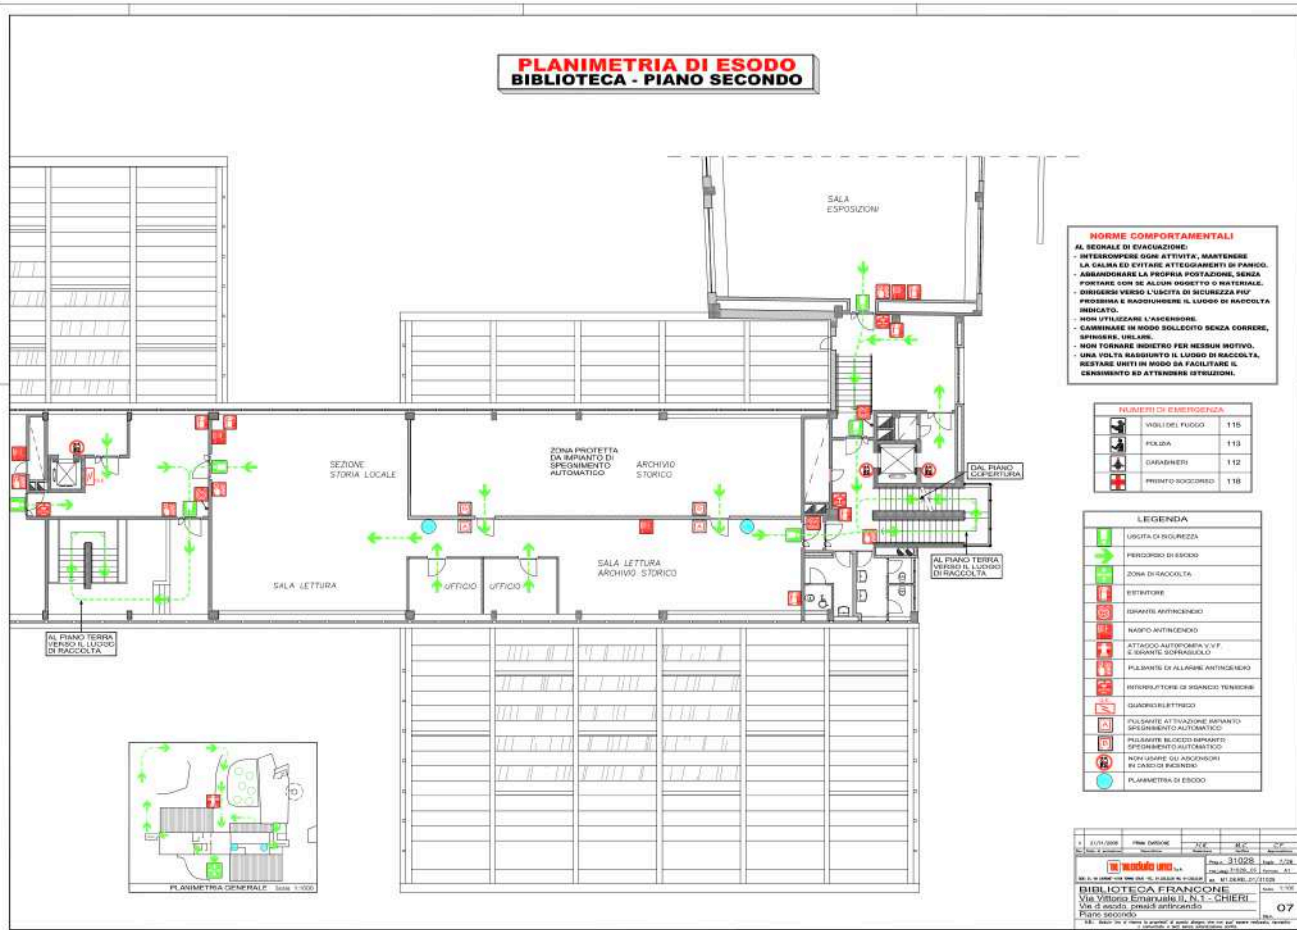 PLANIMETRIA DI ESODO
BIBLIOTECA - PIANO SECONDO
SALA
ESPOSIZIONI
NORME COMPORTAMENTALI
AL SEGNALE DI EVACUAZIONE:
- INTERROMPERE OGNI ATTIVITA', MANTENERE
LA CALMA ED EVITARE ATTEGGIAMENTI DI PANICO.
- ABBANDONARE LA PROPRIA POSTAZIONE, SENZA
PORTARE CON SE ALCUN OGGETTO O MATERIALE.
- DIRIGERSI VERSO L'USCITA DI SICUREZZA PIU'
PROSSIMA E RAGGIUNGERE IL LUOGO DI RACCOLTA
INDICATO.
- NON UTILIZZARE L'ASCENSORE.
- CAMMINARE IN MODO SOLLECITO SENZA CORRERE,
SPINGERE, URLARE.
- NON TORNARE INDIETRO PER NESSUN MOTIVO.
- UNA VOLTA RAGGIUNTO IL LUOGO DI RACCOLTA,
RESTARE UNITI IN MODO DA FACILITARE IL
CENSIMENTO ED ATTENDERE ISTRUZIONI.
NUMERI DI EMERGENZA
VIGILI DEL FUOCO 115
POLIZIA 113
CARABINIERI 112
PRONTO SOCCORSO 118
SEZIONE
STORIA LOCALE
ZONA PROTETTA
DA IMPIANTO DI
SPEGNIMENTO
AUTOMATICO
ARCHIVIO
STORICO
DAL PIANO
COPERTURA
SALA LETTURA
UFFICIO
UFFICIO
SALA LETTURA
ARCHIVIO STORICO
AL PIANO TERRA
VERSO IL LUOGO
DI RACCOLTA
AL PIANO TERRA
VERSO IL LUOGO
DI RACCOLTA
LEGENDA
USCITA DI SICUREZZA
PERCORSO DI ESODO
ZONA DI RACCOLTA
ESTINTORE
IDRANTE ANTINCENDIO
NASPO ANTINCENDIO
ATTACCO AUTOPOMPA V.V.F.
E IDRANTE SOPRASUOLO
PULSANTE DI ALLARME ANTINCENDIO
INTERRUTTORE DI SGANCIO TENSIONE
QUADRO ELETTRICO
A
PULSANTE ATTIVAZIONE IMPIANTO
SPEGNIMENTO AUTOMATICO
B
PULSANTE BLOCCO IMPIANTO
SPEGNIMENTO AUTOMATICO
NON USARE GLI ASCENSORI
IN CASO DI INCENDIO
PLANIMETRIA DI ESODO
PLANIMETRIA GENERALE Scala 1:1000
modulo uno
31028
BIBLIOTECA FRANCONE
Via Vittorio Emanuele II, N.1 - CHIERI
Vie di esodo, presidi antincendio
Piano secondo
07